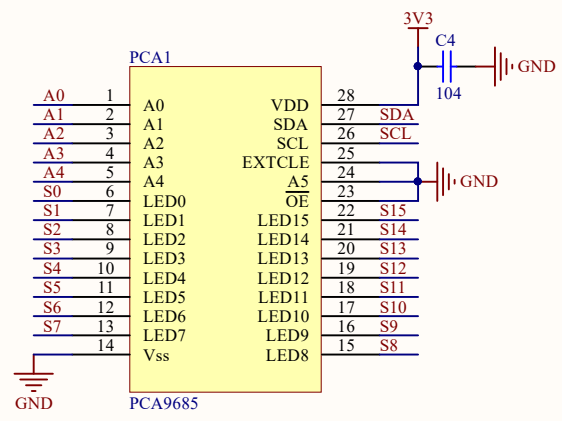 3V3
C4
GND
104
PCA1
A0 1 A0 VDD 28
A1 2 A1 SDA 27 SDA
A2 3 A2 SCL 26 SCL
A3 4 A3 EXTCLE 25
A4 5 A4 A5 24 GND
S0 6 LED0 OE 23
S1 7 LED1 LED15 22 S15
S2 8 LED2 LED14 21 S14
S3 9 LED3 LED13 20 S13
S4 10 LED4 LED12 19 S12
S5 11 LED5 LED11 18 S11
S6 12 LED6 LED10 17 S10
S7 13 LED7 LED9 16 S9
14 Vss LED8 15 S8
GND
PCA9685